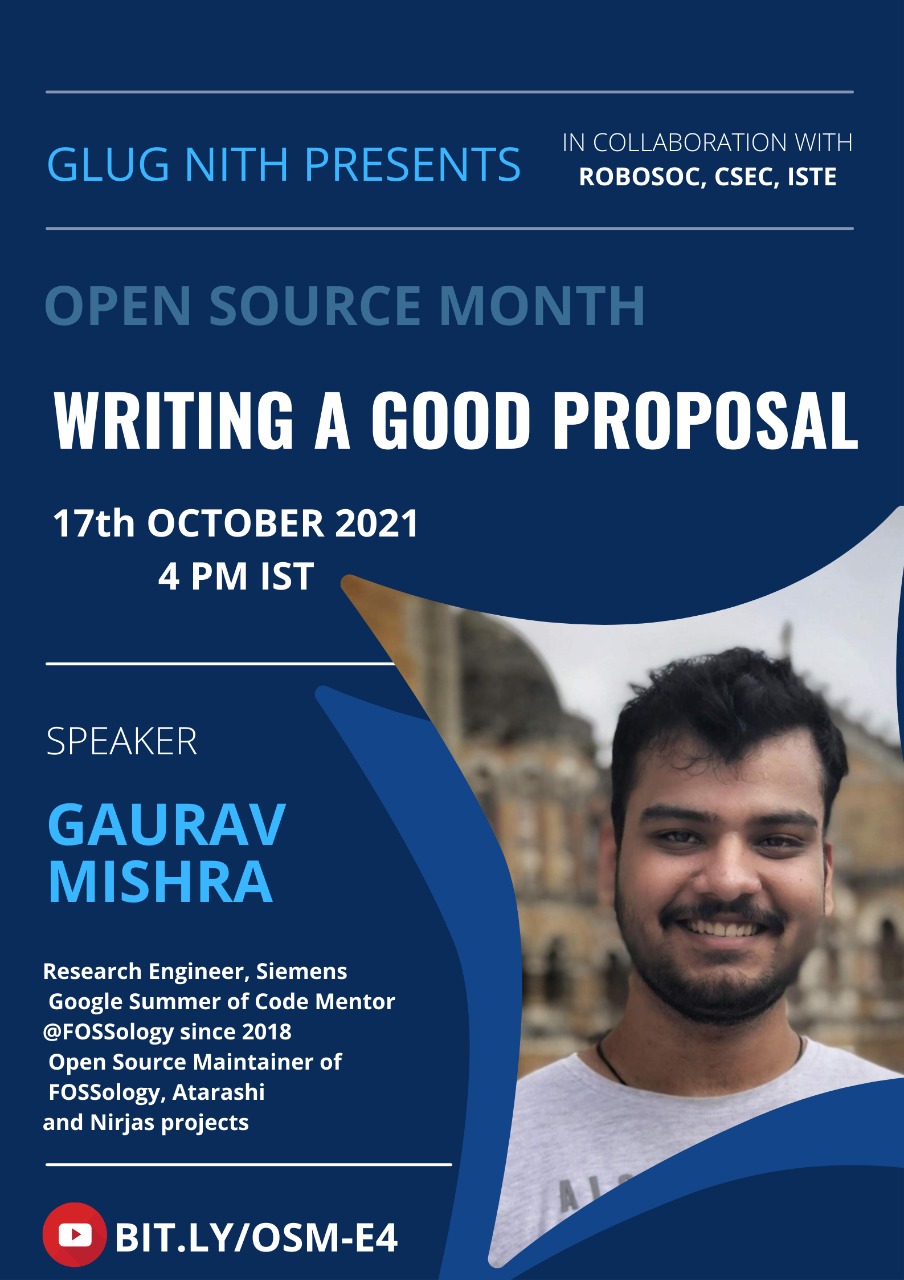 GLUG NITH PRESENTS
IN COLLABORATION WITH
ROBOSOC, CSEC, ISTE
OPEN SOURCE MONTH
WRITING A GOOD PROPOSAL
17th OCTOBER 2021
4 PM IST
SPEAKER
GAURAV
MISHRA
Research Engineer, Siemens
Google Summer of Code Mentor
@FOSSology since 2018
Open Source Maintainer of
FOSSology, Atarashi
and Nirjas projects
BIT.LY/OSM-E4